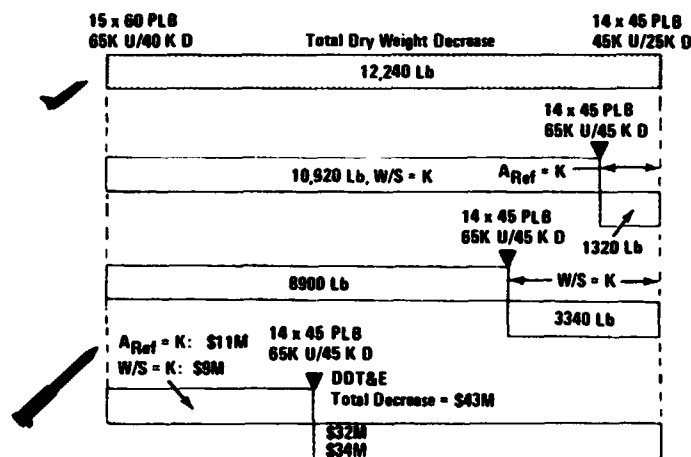 15 x 60 PLB
65K U/40 K D
Total Dry Weight Decrease
14 x 45 PLB
45K U/25K D
12,240 Lb
14 x 45 PLB
65K U/45 K D
10,920 Lb, W/S = K
ARef = K
1320 Lb
14 x 45 PLB
65K U/45 K D
8900 Lb
W/S = K
3340 Lb
ARef = K: $11M
W/S = K: $9M
14 x 45 PLB
65K U/45 K D
DDT&E
Total Decrease = $43M
$32M
$34M